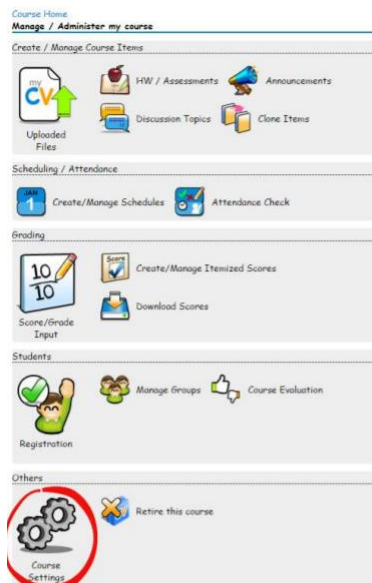 Course Home
Manage / Administer my course
Create / Manage Course Items
my
CV
Uploaded
Files
HW / Assessments
Announcements
Discussion Topics
Clone Items
Scheduling / Attendance
JAN
1
Create/Manage Schedules
Attendance Check
Grading
10
10
Score/Grade
Input
Score
Create/Manage Itemized Scores
Download Scores
Students
Registration
Manage Groups
Course Evaluation
Others
Course
Settings
Retire this course